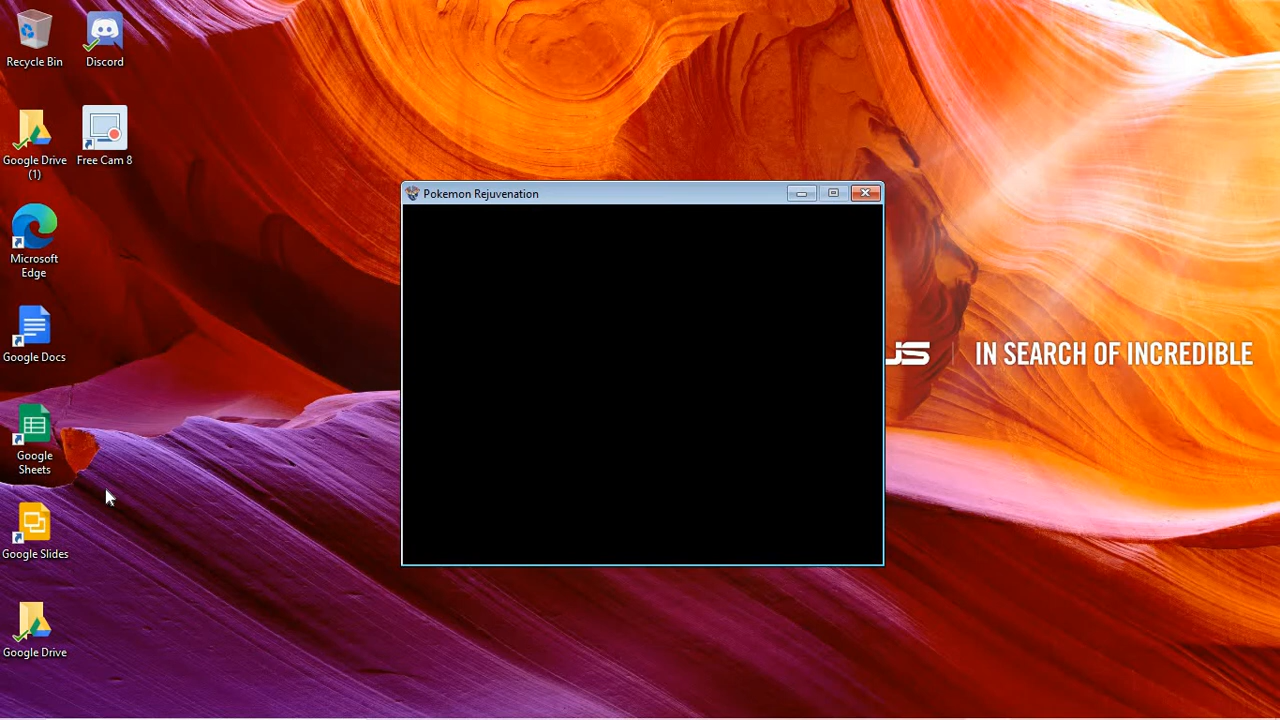 Recycle Bin
Discord
Google Drive
(1)
Free Cam 8
Pokemon Rejuvenation
Microsoft
Edge
Google Docs
IN SEARCH OF INCREDIBLE
Google
Sheets
Google Slides
Google Drive